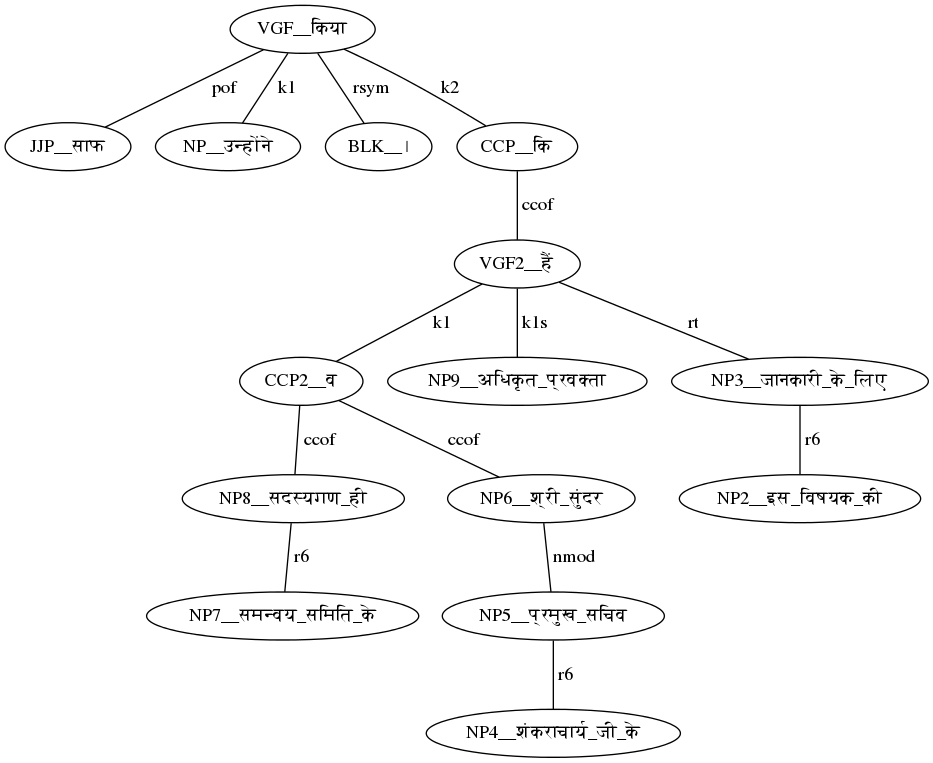 VGF__किया
pof k1 rsym k2
JJP__साफ NP__उन्होंने BLK__। CCP__कि
ccof
VGF2__हैं
k1 k1s rt
CCP2__व NP9__अधिकृत_प्रवक्ता NP3__जानकारी_के_लिए
ccof ccof r6
NP8__सदस्यगण_ही NP6__श्री_सुंदर NP2__इस_विषयक_की
r6 nmod
NP7__समन्वय_समिति_के NP5__प्रमुख_सचिव
r6
NP4__शंकराचार्य_जी_के